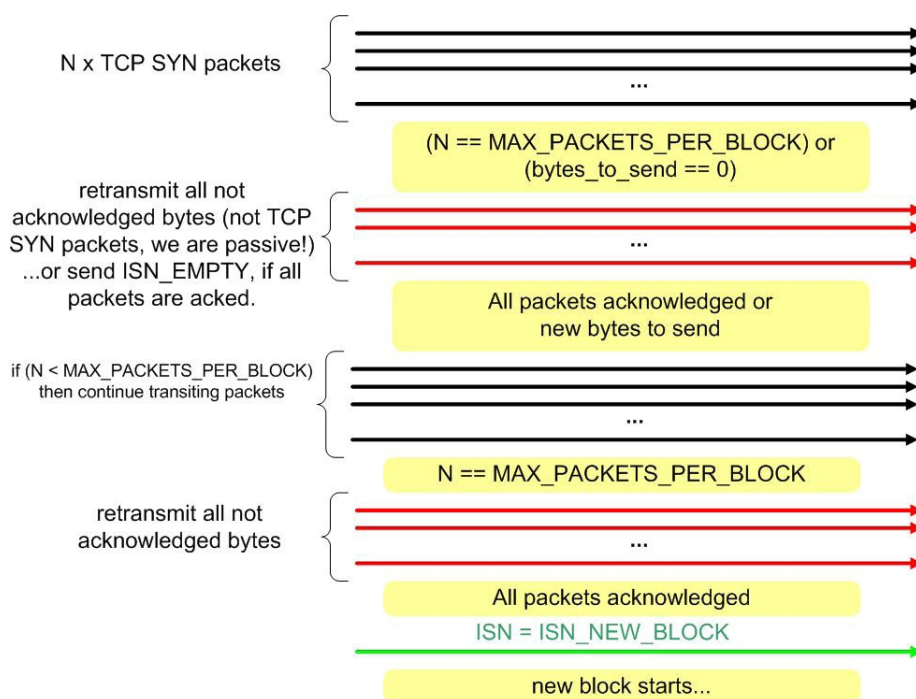 N x TCP SYN packets
...
(N == MAX_PACKETS_PER_BLOCK) or
(bytes_to_send == 0)
retransmit all not
acknowledged bytes (not TCP
SYN packets, we are passive!)
...or send ISN_EMPTY, if all
packets are acked.
...
All packets acknowledged or
new bytes to send
if (N < MAX_PACKETS_PER_BLOCK)
then continue transiting packets
...
N == MAX_PACKETS_PER_BLOCK
retransmit all not
acknowledged bytes
...
All packets acknowledged
ISN = ISN_NEW_BLOCK
new block starts...